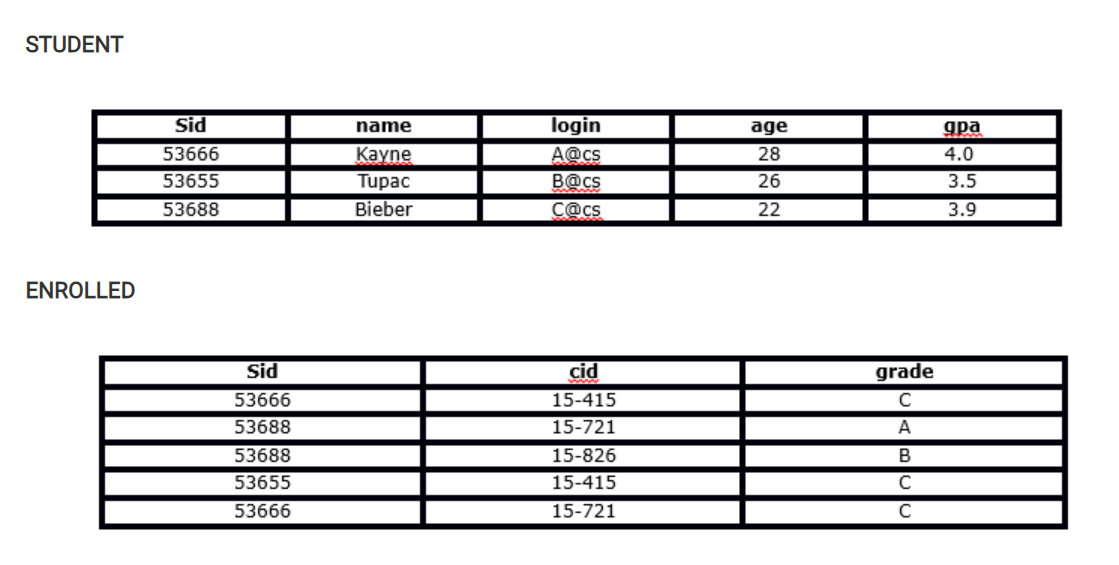 STUDENT
Sid name login age gpa
53666 Kayne A@cs 28 4.0
53655 Tupac B@cs 26 3.5
53688 Bieber C@cs 22 3.9
ENROLLED
Sid cid grade
53666 15-415 C
53688 15-721 A
53688 15-826 B
53655 15-415 C
53666 15-721 C